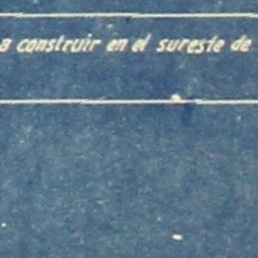 a construir en el sureste de